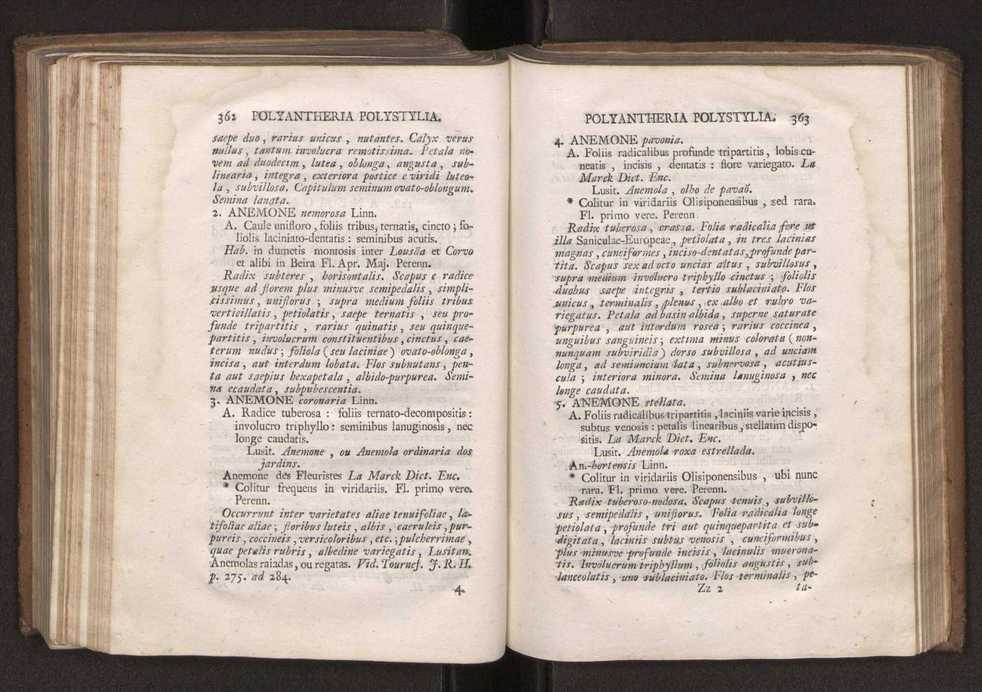 362 POLYANTHERIA POLYSTYLIA.
saepe duo, rarius unicus, nutantes. Calyx verus
nullus, tantum involucra remotissima. Petala no-
vem ad duodecim, lutea, oblonga, angusta, sub-
linearia, integra, exteriora postice e viridi luteo-
la, subvillosa. Capitulum seminum ovato-oblongum.
Semina lanata.
2. ANEMONE nemorosa Linn.
A. Caule unifloro, foliis tribus, ternatis, cincto; fo-
liolis laciniato-dentatis: seminibus acutis.
Hab. in dumetis montosis inter Lousãa et Corvo
et alibi in Beira Fl. Apr. Maj. Perenn.
Radix subteres, horisontalis. Scapus e radice
usque ad florem plus minusve semipedalis, simpli-
cissimus, uniflorus; supra medium foliis tribus
verticillatis, petiolatis, saepe ternatis, seu pro-
funde tripartitis, rarius quinatis, seu quinque-
partitis, involucrum constituentibus, cinctus, cae-
terum nudus; foliola (seu laciniae) ovato-oblonga,
incisa, aut interdum lobata. Flos subnutans, pen-
ta aut saepius hexapetala, albido-purpurea. Semi-
na ecaudata, subpubescentia.
3. ANEMONE coronaria Linn.
A. Radice tuberosa: foliis ternato-decompositis:
involucro triphyllo: seminibus lanuginosis, nec
longe caudatis.
Lusit. Anemone, ou Anemola ordinaria dos
jardins.
Anemone des Fleuristes La Marck Dict. Enc.
* Colitur frequens in viridariis. Fl. primo vere.
Perenn.
Occurrunt inter varietates aliae tenuifoliae, la-
tifoliae aliae; floribus luteis, albis, caeruleis, pur-
pureis, coccineis, versicoloribus, etc.; pulcherrimae,
quae petalis rubris, albedine variegatis, Lusitan.
Anemolas raiadas, ou regatas. Vid. Tournef. J. R. H.
p. 275. ad 284.
4.
POLYANTHERIA POLYSTYLIA. 363
4. ANEMONE pavonia.
A. Foliis radicalibus profunde tripartitis, lobis cu-
neatis, incisis, dentatis: flore variegato. La
Marck Dict. Enc.
Lusit. Anemola, olho de pavaõ.
* Colitur in viridariis Olisiponensibus, sed rara.
Fl. primo vere. Perenn
Radix tuberosa, crassa. Folia radicalia fere ut
illa Saniculae-Europeae, petiolata, in tres lacinias
magnas, cuneiformes, inciso-dentatas, profunde par-
tita. Scapus sex ad octo uncias altus, subvillosus,
supra medium involucro triphyllo cinctus; foliolis
duobus saepe integris, tertio sublaciniato. Flos
unicus, terminalis, plenus, ex albo et rubro va-
riegatus. Petala ad basin albida, superne saturate
purpurea, aut interdum rosea; rarius coccinea,
unguibus sanguineis; extima minus colorata (non-
nunquam subviridia) dorso subvillosa, ad unciam
longa, ad semiunciam lata, subnervosa, acutius-
cula; interiora minora. Semina lanuginosa, nec
longe caudata.
5. ANEMONE stellata.
A. Foliis radicalibus tripartitis, laciniis varie incisis,
subtus venosis: petalis linearibus, stellatim dispo-
sitis. La Marck Dict. Enc.
Lusit. Anemola roxa estrellada.
An.-hortensis Linn.
* Colitur in viridariis Olisiponensibus, ubi nunc
rara. Fl. primo vere. Perenn.
Radix tuberoso-nodosa. Scapus tenuis, subvillo-
sus, semipedalis, uniflorus. Folia radicalia longe
petiolata, profunde tri aut quinquepartita et sub-
digitata, laciniis subtus venosis, cuneiformibus,
plus minusve profunde incisis, lacinulis mucrona-
tis. Involucrum triphyllum, foliolis angustis, sub-
lanceolatis, uno sublaciniato. Flos terminalis, pe-
Zz 2 ta-